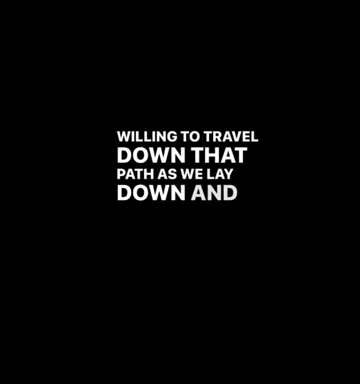 WILLING TO TRAVEL
DOWN THAT
PATH AS WE LAY
DOWN AND